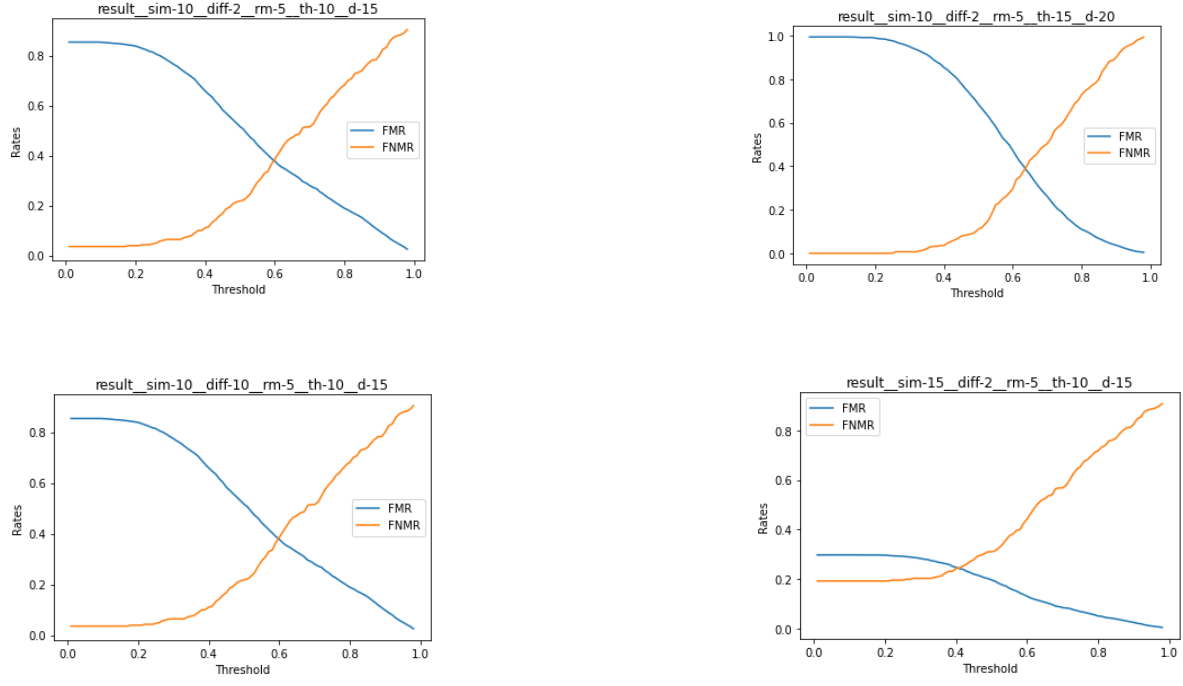 result__sim-10__diff-2__rm-5__th-10__d-15
0.8
0.6
0.4
0.2
0.0
Rates
FMR
FNMR
0.0 0.2 0.4 0.6 0.8 1.0
Threshold
result__sim-10__diff-2__rm-5__th-15__d-20
1.0
0.8
0.6
0.4
0.2
0.0
Rates
FMR
FNMR
0.0 0.2 0.4 0.6 0.8 1.0
Threshold
result__sim-10__diff-10__rm-5__th-10__d-15
0.8
0.6
0.4
0.2
0.0
Rates
FMR
FNMR
0.0 0.2 0.4 0.6 0.8 1.0
Threshold
result__sim-15__diff-2__rm-5__th-10__d-15
FMR
FNMR
0.8
0.6
0.4
0.2
0.0
Rates
0.0 0.2 0.4 0.6 0.8 1.0
Threshold